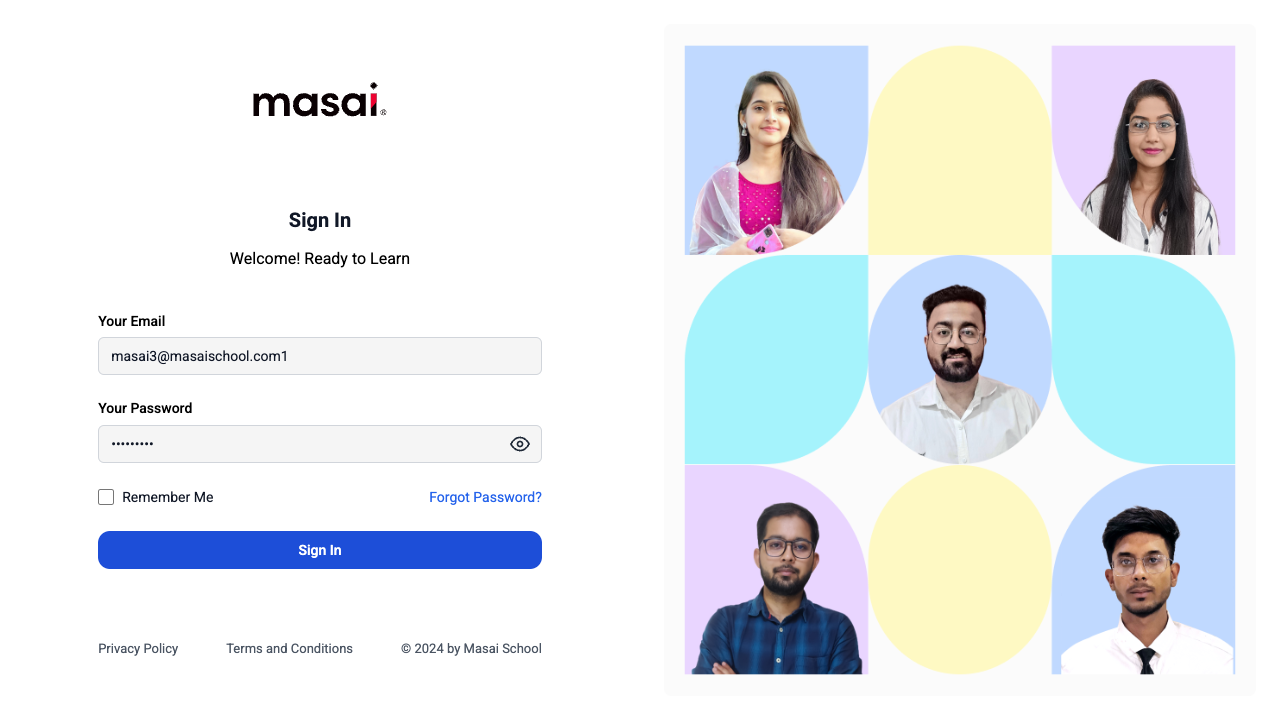 masai®
Sign In
Welcome! Ready to Learn
Your Email
masai3@masaischool.com1
Your Password
•••••••••
Remember Me
Forgot Password?
Sign In
Privacy Policy
Terms and Conditions
© 2024 by Masai School